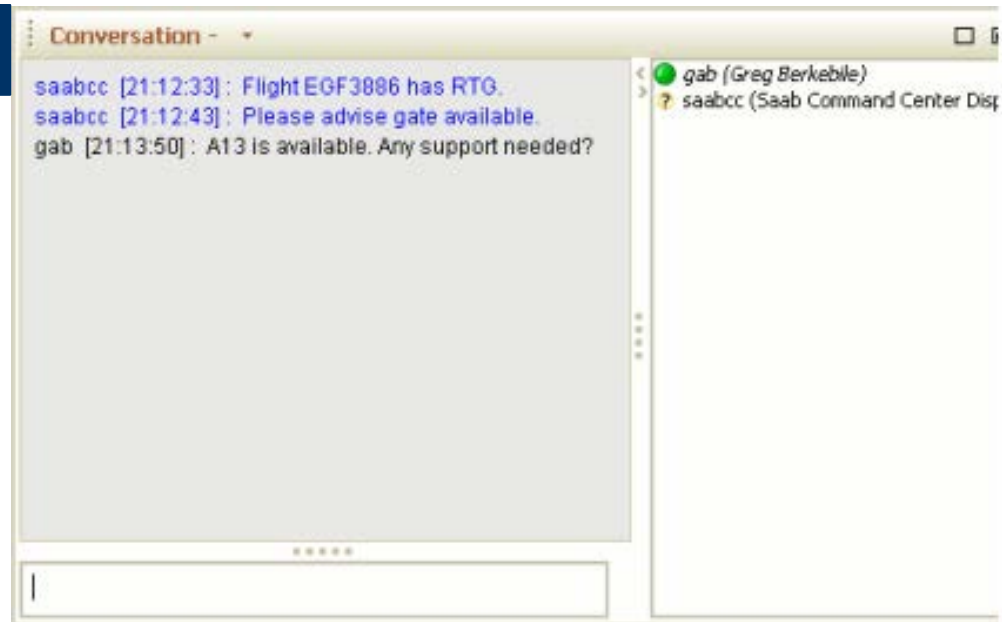 Conversation -
saabcc [21:12:33] : Flight EGF3886 has RTG.
saabcc [21:12:43] : Please advise gate available.
gab [21:13:50] : A13 is available. Any support needed?
gab (Greg Berkebile)
? saabcc (Saab Command Center Disp